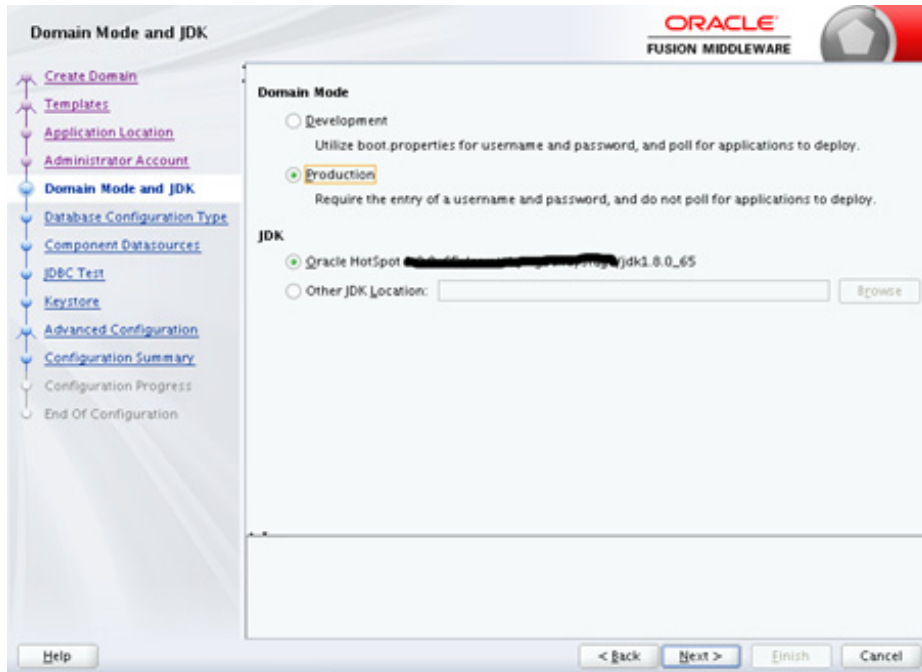 Domain Mode and JDK
ORACLE
FUSION MIDDLEWARE
Create Domain
Templates
Application Location
Administrator Account
Domain Mode and JDK
Database Configuration Type
Component Datasources
JDBC Test
Keystore
Advanced Configuration
Configuration Summary
Configuration Progress
End Of Configuration
Domain Mode
Development
Utilize boot.properties for username and password, and poll for applications to deploy.
Production
Require the entry of a username and password, and do not poll for applications to deploy.
JDK
Oracle HotSpot /jdk1.8.0_65
Other JDK Location:
Browse
Help
< Back
Next >
Finish
Cancel